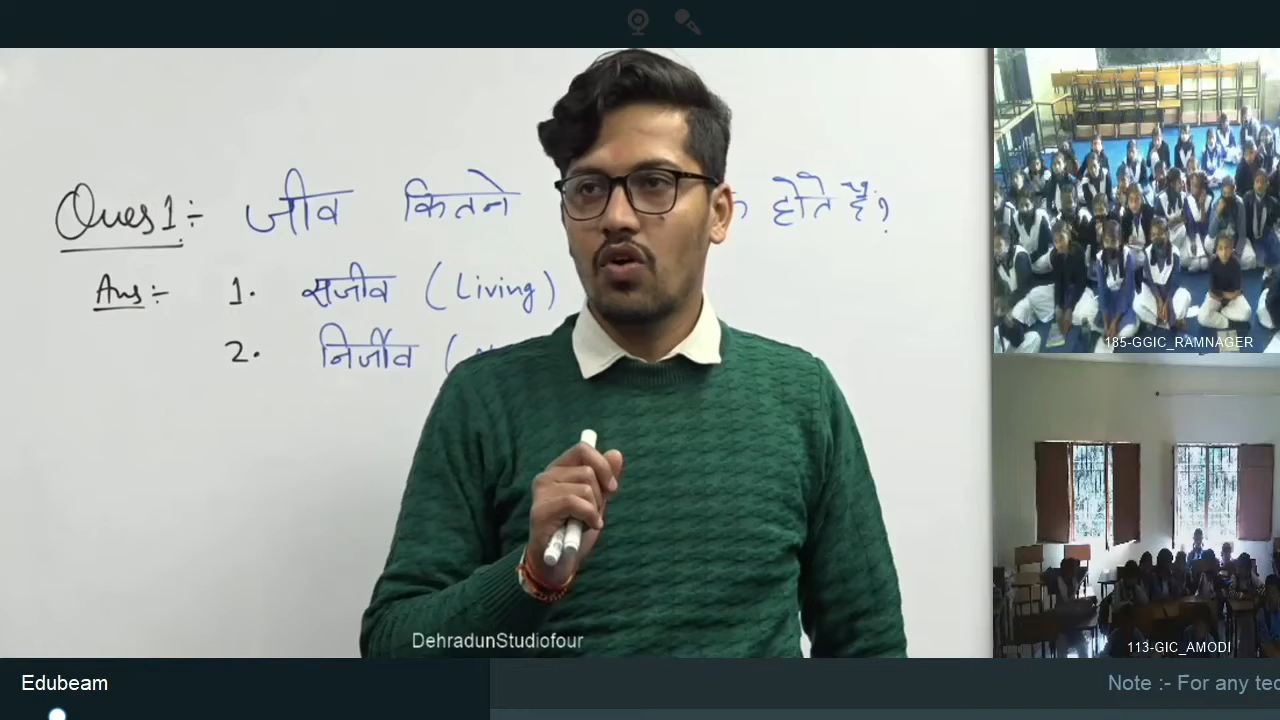 Ques 1:- जीव कितने होते हैं?
Ans:- 1. सजीव (Living)
2. निर्जीव (
DehradunStudiofour
185-GGIC_RAMNAGER
113-GIC_AMODI
Edubeam
Note :- For any tec